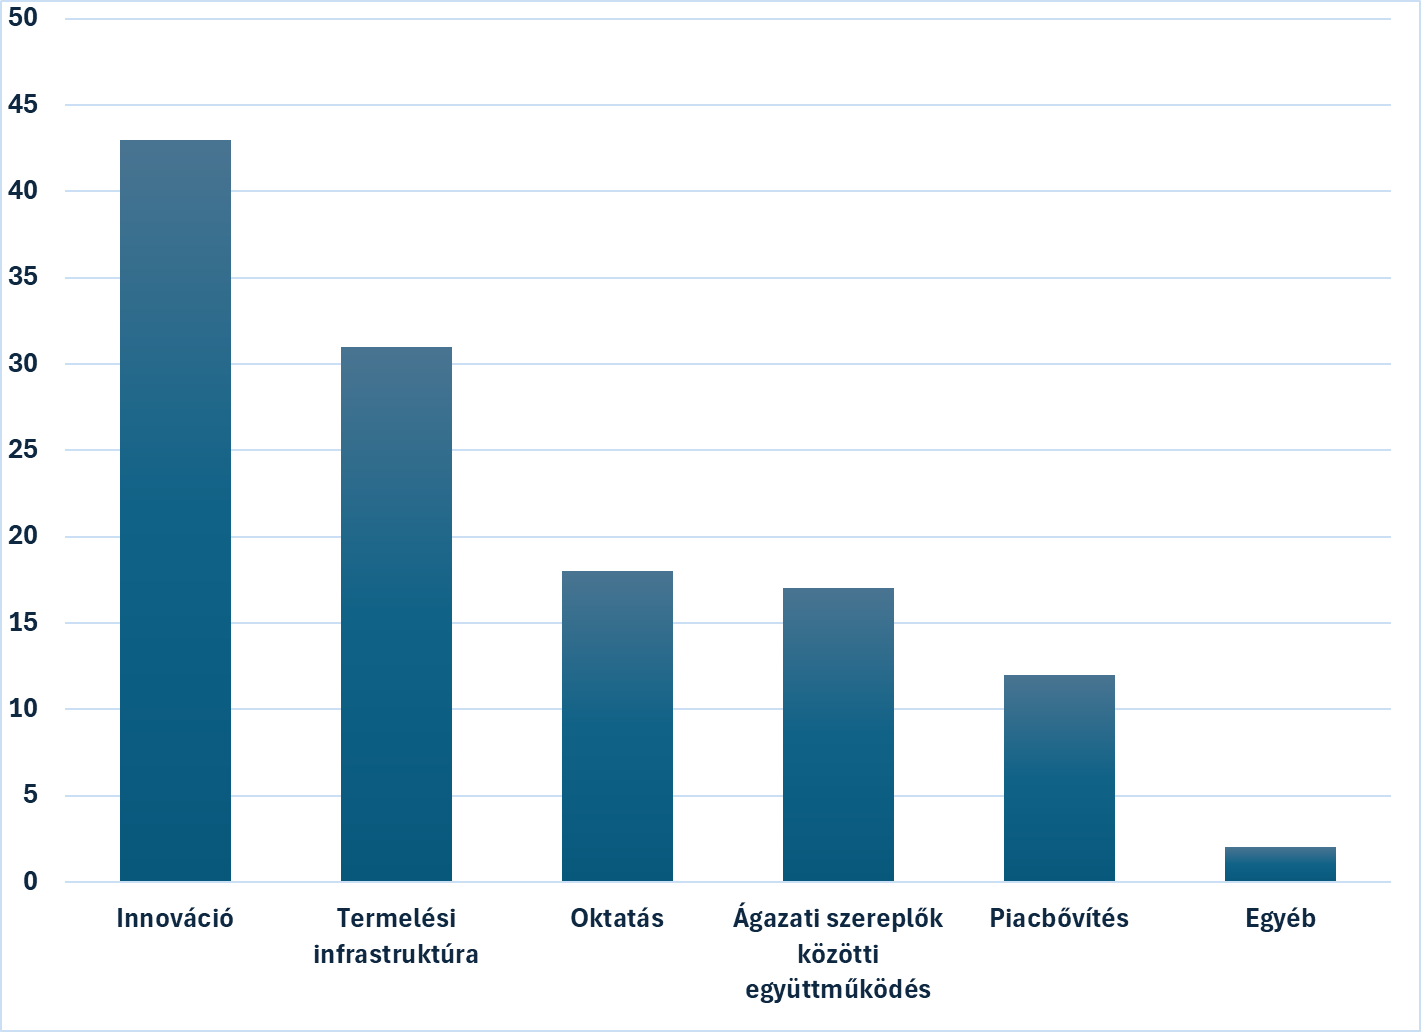 50
45
40
35
30
25
20
15
10
5
0
Innováció
Termelési
infrastruktúra
Oktatás
Ágazati szereplők
közötti
együttműködés
Piacbővítés
Egyéb